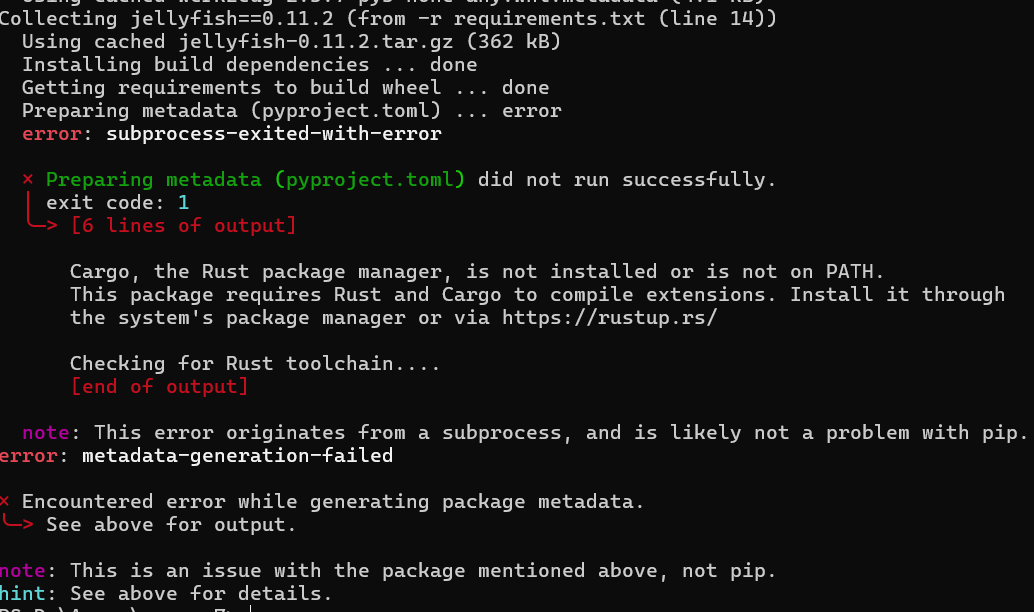 Collecting jellyfish==0.11.2 (from -r requirements.txt (line 14))
Using cached jellyfish-0.11.2.tar.gz (362 kB)
Installing build dependencies ... done
Getting requirements to build wheel ... done
Preparing metadata (pyproject.toml) ... error
error: subprocess-exited-with-error
× Preparing metadata (pyproject.toml) did not run successfully.
│ exit code: 1
╰─> [6 lines of output]
Cargo, the Rust package manager, is not installed or is not on PATH.
This package requires Rust and Cargo to compile extensions. Install it through
the system's package manager or via https://rustup.rs/
Checking for Rust toolchain....
[end of output]
note: This error originates from a subprocess, and is likely not a problem with pip.
error: metadata-generation-failed
× Encountered error while generating package metadata.
╰─> See above for output.
note: This is an issue with the package mentioned above, not pip.
hint: See above for details.